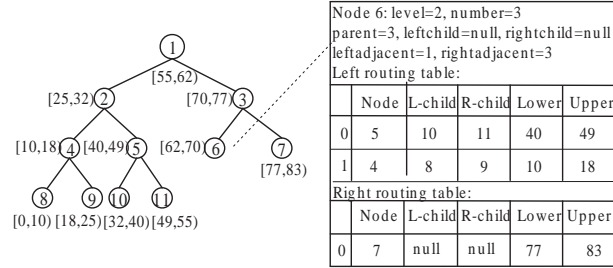 1
[55,62)
[25,32)
2
[70,77)
3
[10,18)
4
[40,49)
5
[62,70)
6
7
[77,83)
8
9
10
11
[0,10)
[18,25)
[32,40)
[49,55)
Node 6: level=2, number=3
parent=3, leftchild=null, rightchild=null
leftadjacent=1, rightadjacent=3
Left routing table:
Node L-child R-child Lower Upper
0 5 10 11 40 49
1 4 8 9 10 18
Right routing table:
Node L-child R-child Lower Upper
0 7 null null 77 83